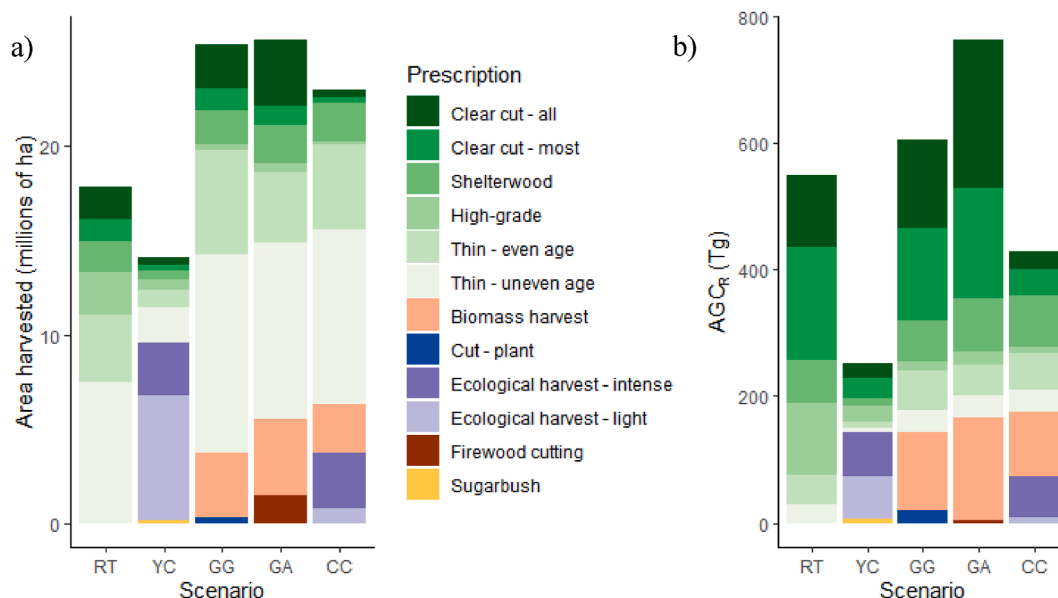 a)
Area harvested (millions of ha)
20
10
0
RT YC GG GA CC
Scenario
Prescription
Clear cut - all
Clear cut - most
Shelterwood
High-grade
Thin - even age
Thin - uneven age
Biomass harvest
Cut - plant
Ecological harvest - intense
Ecological harvest - light
Firewood cutting
Sugarbush
b)
AGCR (Tg)
800
600
400
200
0
RT YC GG GA CC
Scenario